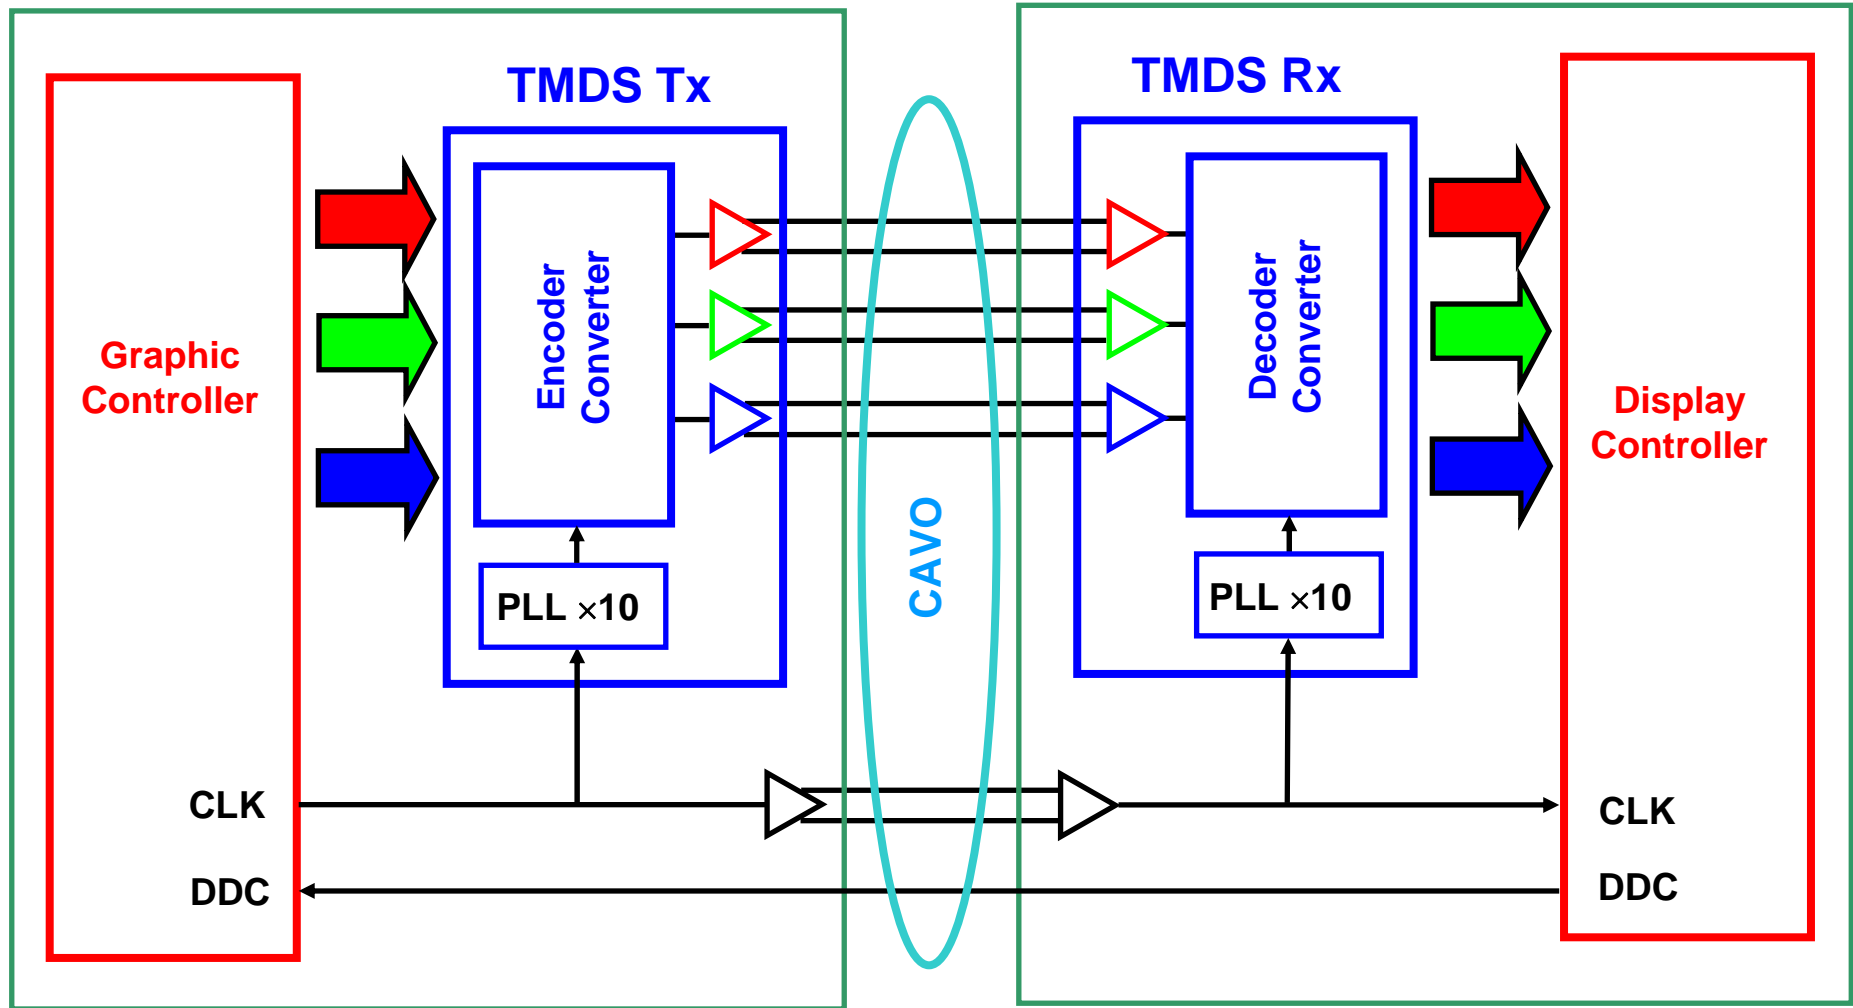 TMDS Tx
TMDS Rx
Graphic
Controller
Encoder
Converter
PLL ×10
CAVO
Decoder
Converter
PLL ×10
Display
Controller
CLK
DDC
CLK
DDC